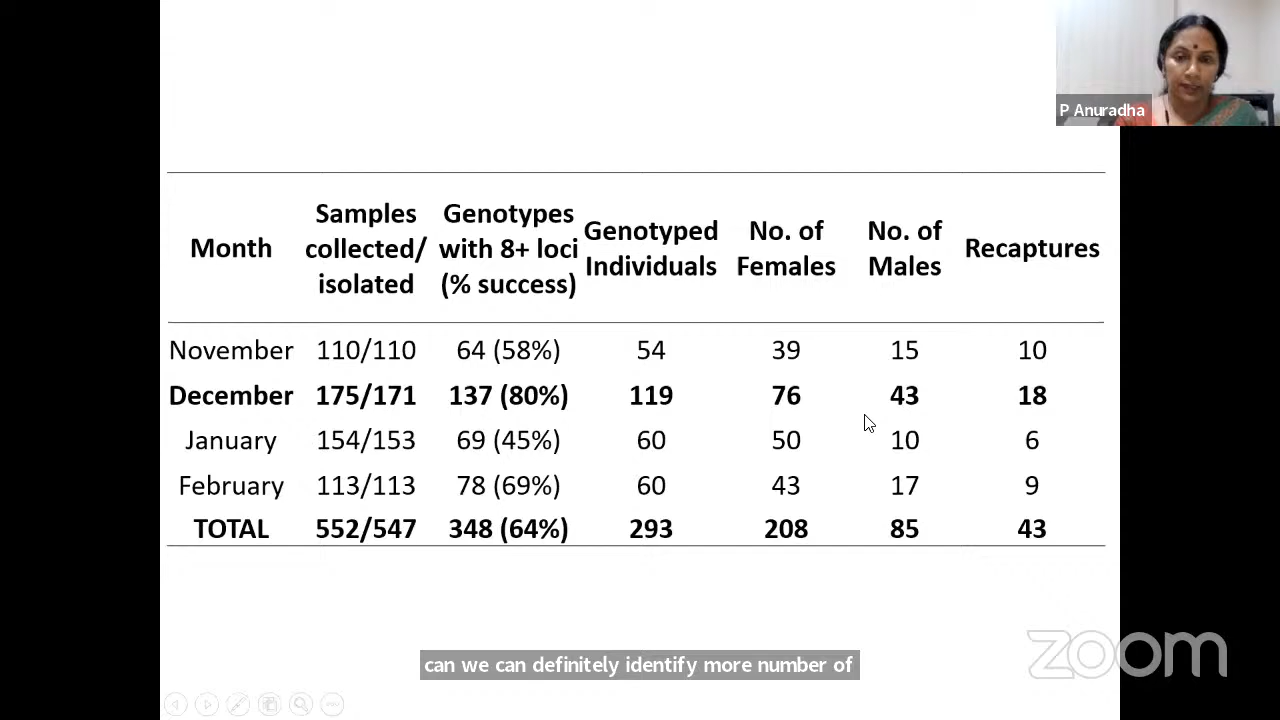 P Anuradha
Month Samples collected/ isolated Genotypes with 8+ loci (% success) Genotyped Individuals No. of Females No. of Males Recaptures
November 110/110 64 (58%) 54 39 15 10
December 175/171 137 (80%) 119 76 43 18
January 154/153 69 (45%) 60 50 10 6
February 113/113 78 (69%) 60 43 17 9
TOTAL 552/547 348 (64%) 293 208 85 43
can we can definitely identify more number of
zoom